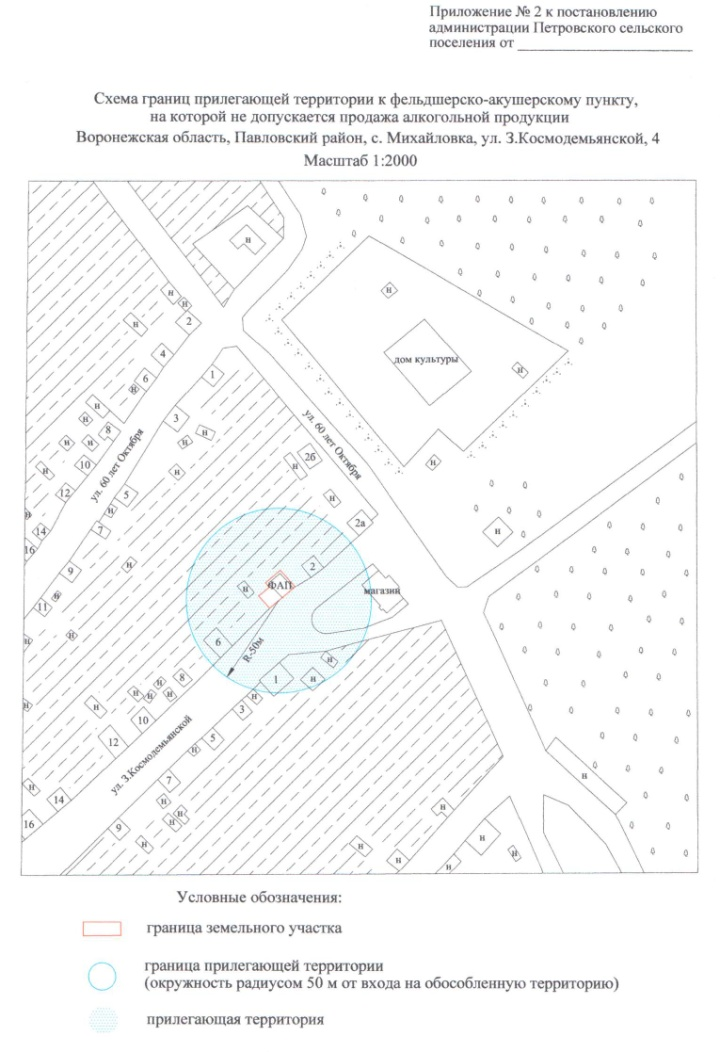 Приложение № 2 к постановлению
администрации Петровского сельского
поселения от
Схема границ прилегающей территории к фельдшерско-акушерскому пункту,
на которой не допускается продажа алкогольной продукции
Воронежская область, Павловский район, с. Михайловка, ул. З.Космодемьянской, 4
Масштаб 1:2000
н
н
н
н
н
2
дом культуры
4
1
н
6
н
н
3
н
8
н
ул. 60 лет Октября
н
н
10
ул. 60 лет Октября
2б
н
н
н
н
12
5
н
н
н
2а
14
7
н
16
н
2
9
ФАП
н
магазин
11
н
н
6
R-50м
н
8
1
н
н
н
н
н
н
н
3
н
10
12
5
н
ул. З.Космодемьянской
7
н
н
14
н
н
н
н
16
9
н
н
н
н
н
н
Условные обозначения:
граница земельного участка
граница прилегающей территории
(окружность радиусом 50 м от входа на обособленную территорию)
прилегающая территория